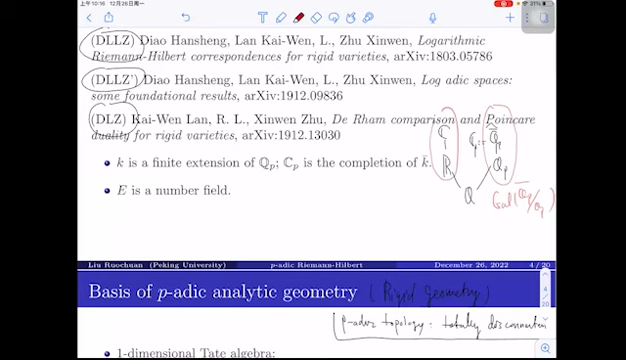 上午10:16 12月26日周一
21%
T
(DLLZ) Diao Hansheng, Lan Kai-Wen, L., Zhu Xinwen, Logarithmic
Riemann-Hilbert correspondences for rigid varieties, arXiv:1803.05786
(DLLZ') Diao Hansheng, Lan Kai-Wen, L., Zhu Xinwen, Log adic spaces:
some foundational results, arXiv:1912.09836
(DLZ) Kai-Wen Lan, R. L., Xinwen Zhu, De Rham comparison and Poincare
duality for rigid varieties, arXiv:1912.13030
• k is a finite extension of ℚp; ℂp is the completion of k̄.
• E is a number field.
ℂ
ℝ
ℂp :=
ℚp
ℚ
Gal(ℚ̄p/ℚp)
Liu Ruochuan (Peking University) p-adic Riemann-Hilbert December 26, 2022 4 / 20
4
20
Basis of p-adic analytic geometry (Rigid geometry)
p-adic topology: totally disconnected
• 1-dimensional Tate algebra: